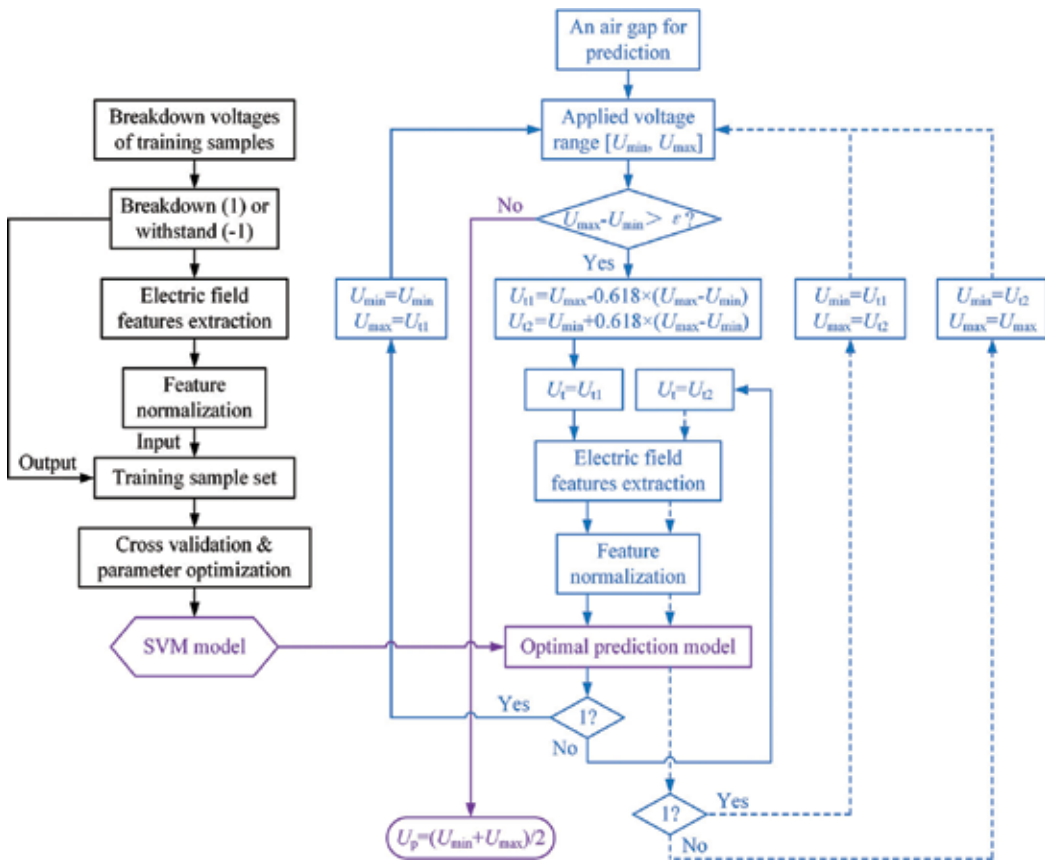 Breakdown voltages
of training samples
Breakdown (1) or
withstand (-1)
Electric field
features extraction
Feature
normalization
Input
Output
Training sample set
Cross validation &
parameter optimization
SVM model
An air gap for
prediction
Applied voltage
range [Umin, Umax]
No
Umax-Umin> ε?
Yes
Umin=Umin
Umax=Ut1
Ut1=Umax-0.618×(Umax-Umin)
Ut2=Umin+0.618×(Umax-Umin)
Umin=Ut1
Umax=Ut2
Umin=Ut2
Umax=Umax
Ut=Ut1
Ut=Ut2
Electric field
features extraction
Feature
normalization
Optimal prediction model
Yes
1?
No
1?
Yes
No
Up=(Umin+Umax)/2